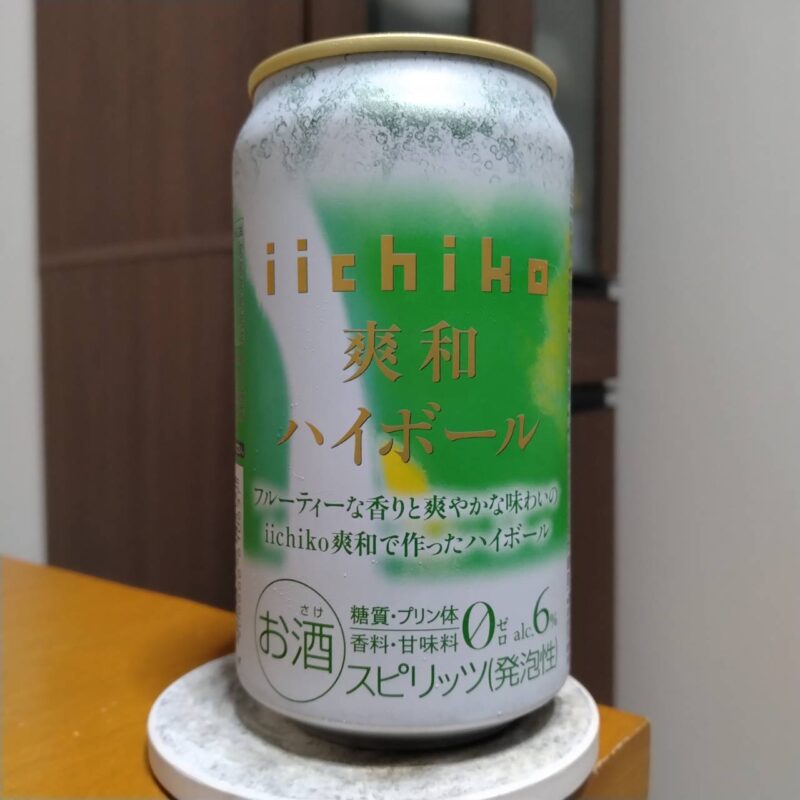 iichiko
爽和
ハイボール
フルーティーな香りと爽やかな味わいの
iichiko爽和で作ったハイボール
さけ
お酒
糖質・プリン体
香料・甘味料
0
ゼロ
alc.6%
スピリッツ(発泡性)